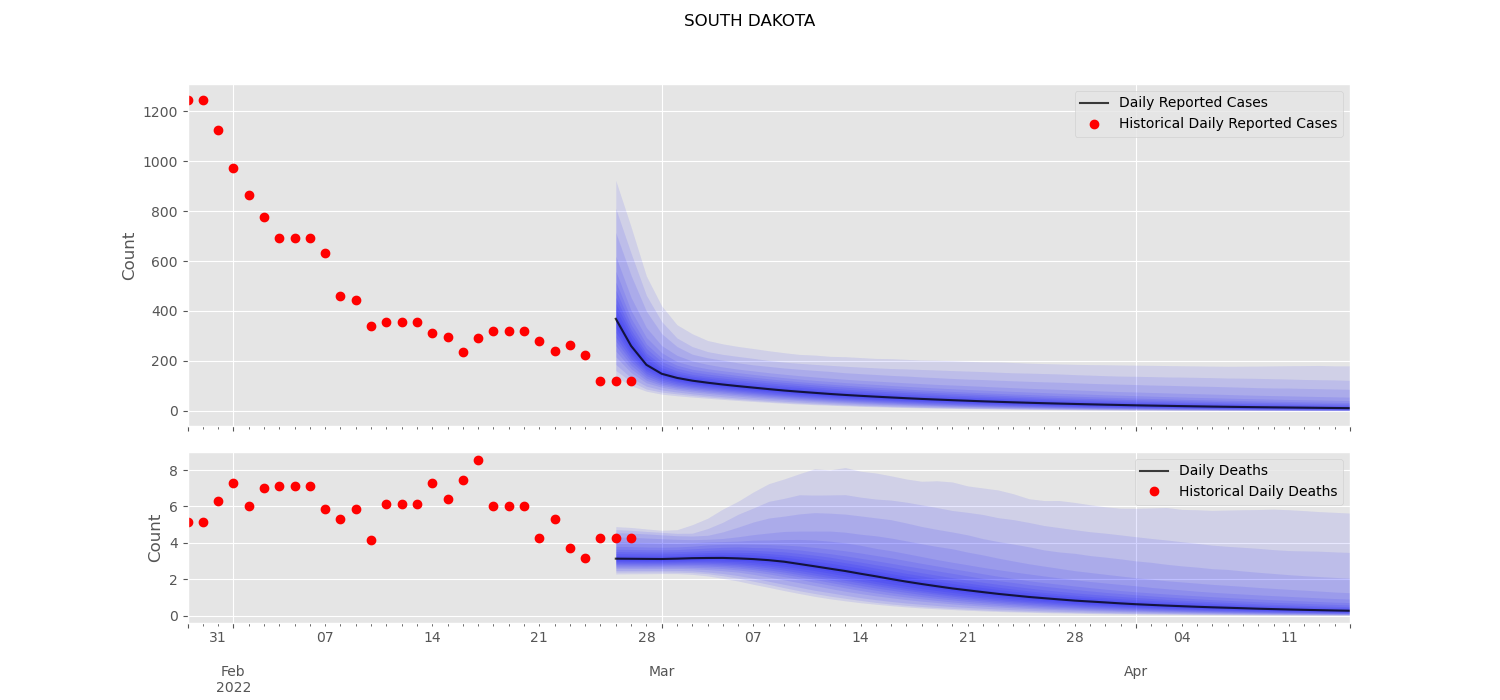 SOUTH DAKOTA
1200
1000
800
600
400
200
0
Count
Daily Reported Cases
Historical Daily Reported Cases
8
6
4
2
0
Count
Daily Deaths
Historical Daily Deaths
31 07 14 21 28 07 14 21 28 04 11
Feb Mar Apr
2022